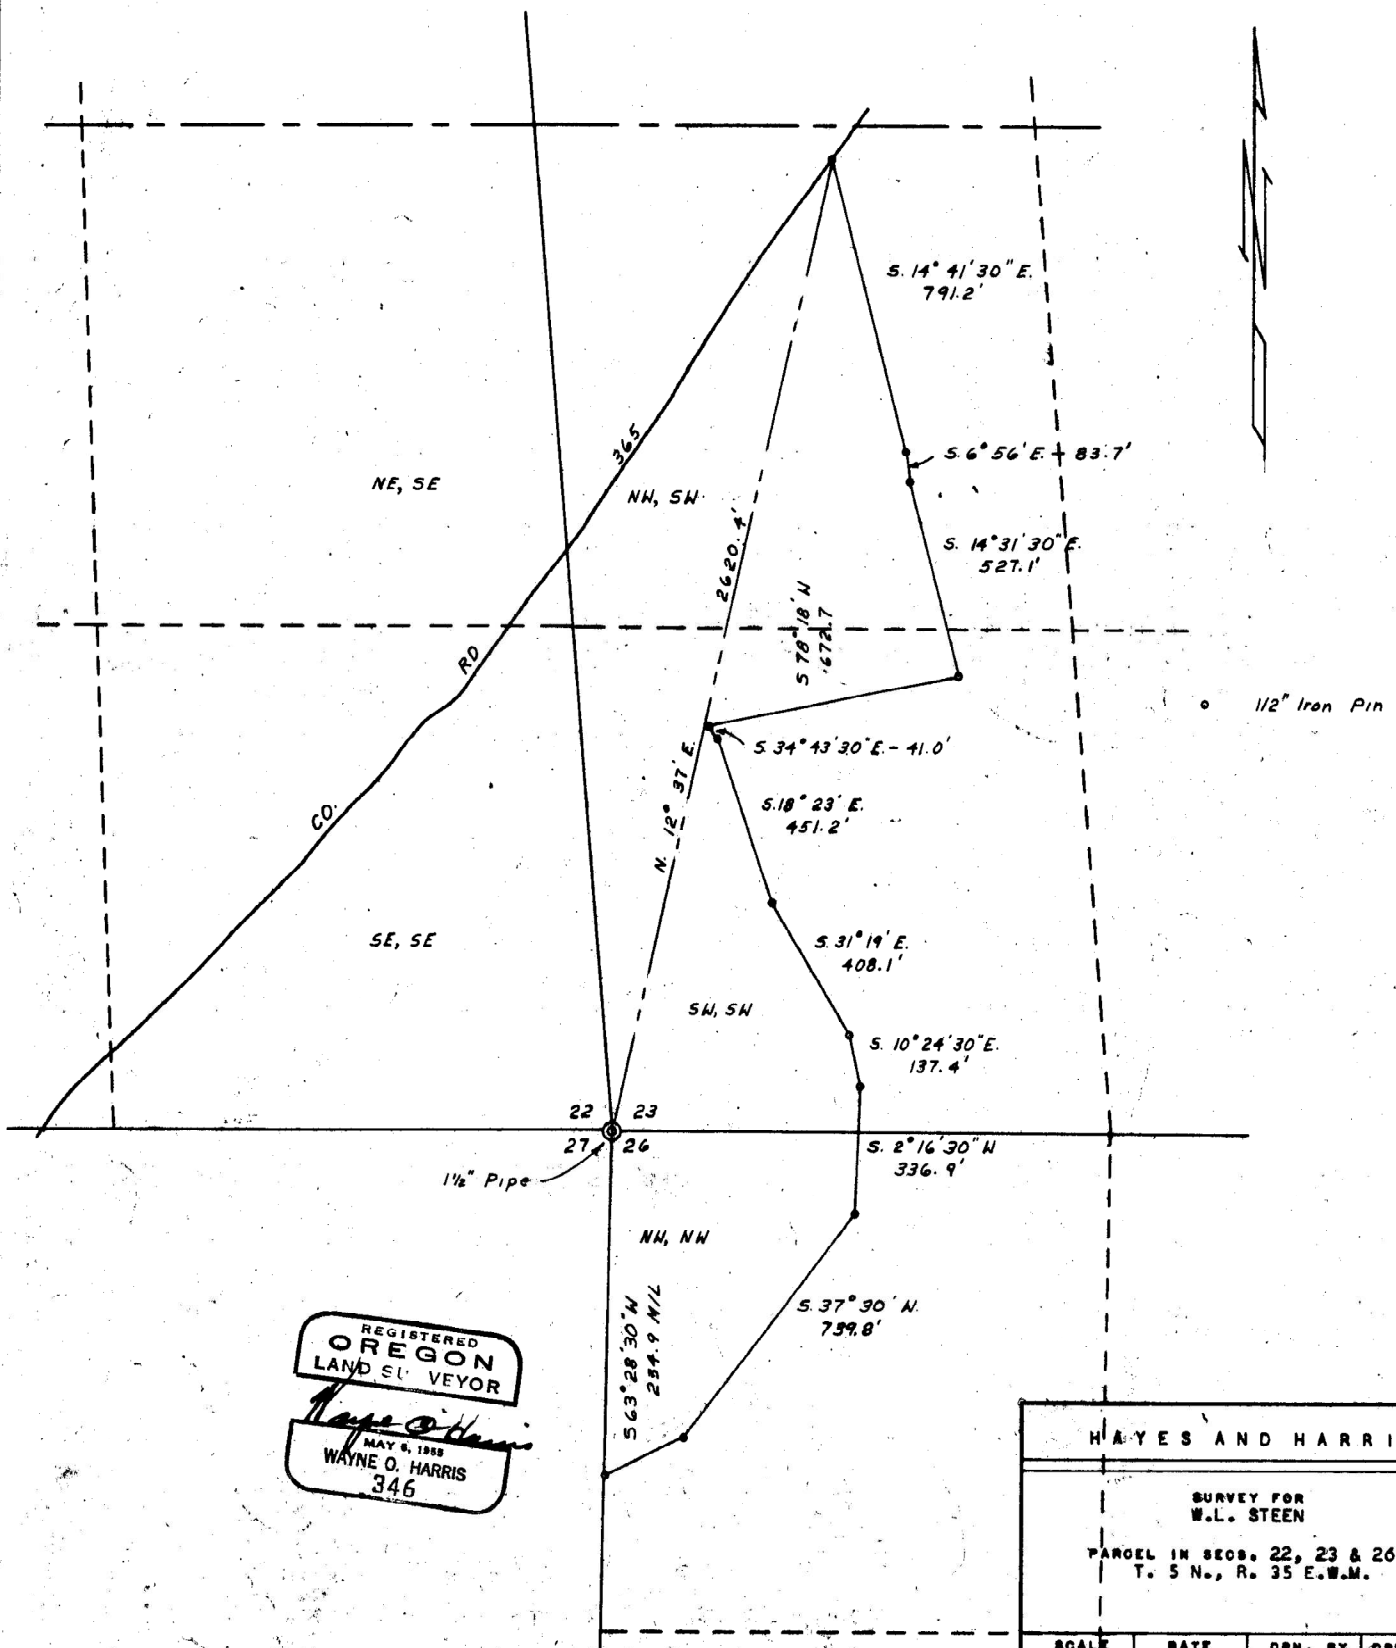 S. 14° 41' 30" E.
791.2'
365
S. 6° 56' E. - 83.7'
NE, SE
NW, SW
2620.4'
S. 14° 31' 30" E.
527.1'
S 78° 18' W
672.7
RD
1/2" Iron Pin
S. 34° 43' 30" E. - 41.0'
N. 12° 37' E.
S. 18° 23' E.
451.2'
CO.
SE, SE
S. 31° 19' E.
408.1'
SW, SW
S. 10° 24' 30" E.
137.4'
22 23
27 26
1½" Pipe
S. 2° 16' 30" W
336.9'
NW, NW
S 63° 28' 30" W
234.9 M/L
S. 37° 30' W.
739.8'
REGISTERED
OREGON
LAND SU VEYOR
Wayne O Harris
MAY 6, 1955
WAYNE O. HARRIS
346
HAYES AND HARRI
SURVEY FOR
W.L. STEEN
PARCEL IN SECS. 22, 23 & 26
T. 5 N., R. 35 E.W.M.
SCALE DATE DRN. BY